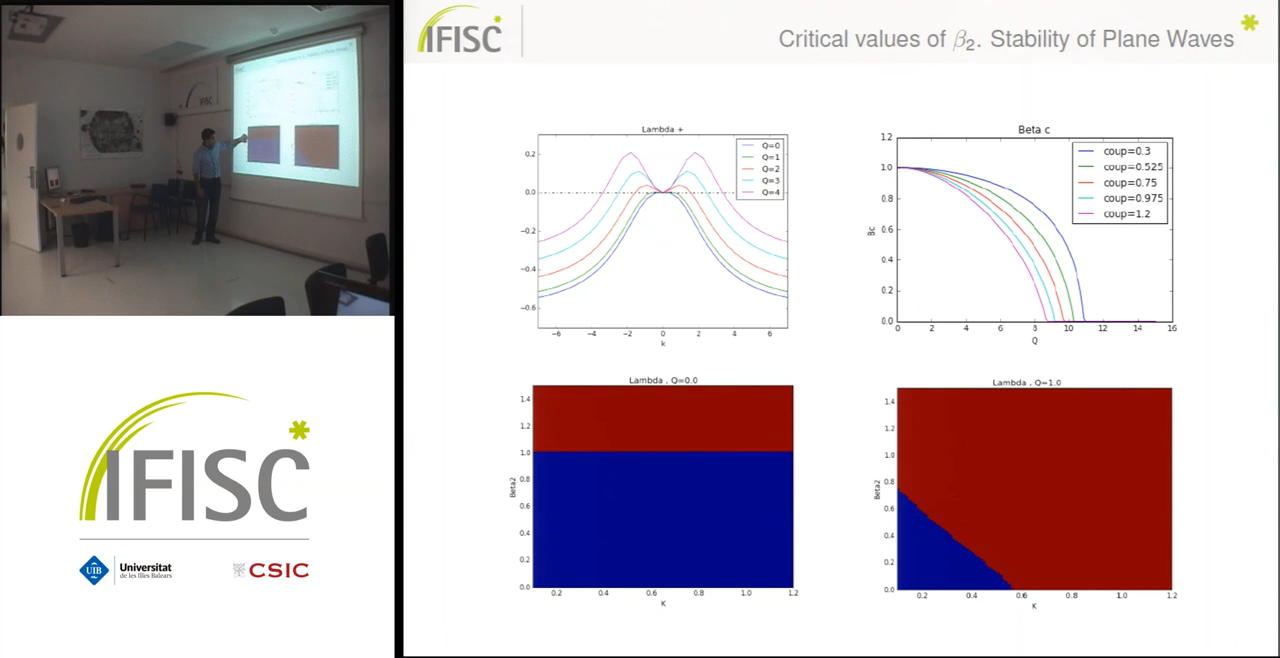 IFISC
Critical values of β₂. Stability of Plane Waves
Lambda +
Q=0
Q=1
Q=2
Q=3
Q=4
0.2
0.0
−0.2
−0.4
−0.6
−6 −4 −2 0 2 4 6
k
Beta c
coup=0.3
coup=0.525
coup=0.75
coup=0.975
coup=1.2
1.2
1.0
0.8
0.6
0.4
0.2
0.0
Bc
0 2 4 6 8 10 12 14 16
Q
Lambda , Q=0.0
1.4
1.2
1.0
0.8
0.6
0.4
0.2
0.0
Beta2
0.2 0.4 0.6 0.8 1.0 1.2
K
Lambda , Q=1.0
1.4
1.2
1.0
0.8
0.6
0.4
0.2
0.0
Beta2
0.2 0.4 0.6 0.8 1.0 1.2
K
IFISC
UIB
Universitat
de les Illes Balears
CSIC